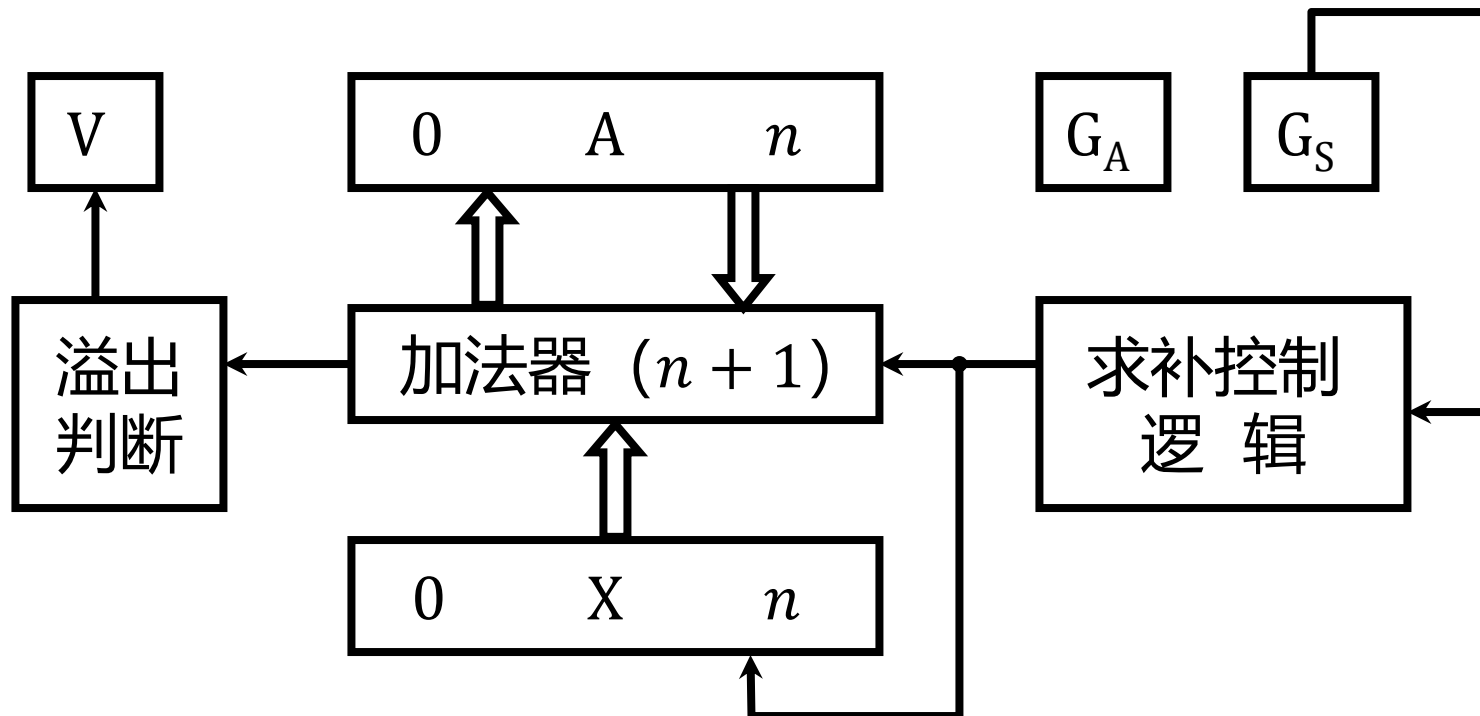 V
0 A n
G_A
G_S
溢出
判断
加法器 (n + 1)
求补控制
逻 辑
0 X n